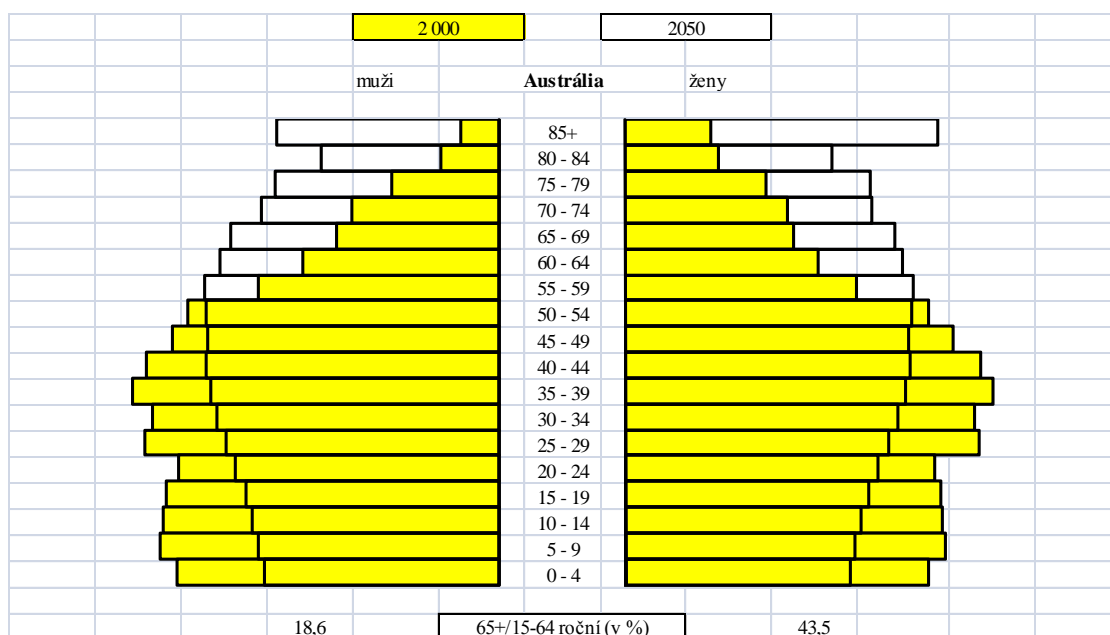 2 000 2050
muži Austrália ženy
85+
80 - 84
75 - 79
70 - 74
65 - 69
60 - 64
55 - 59
50 - 54
45 - 49
40 - 44
35 - 39
30 - 34
25 - 29
20 - 24
15 - 19
10 - 14
5 - 9
0 - 4
18,6 65+/15-64 roční (v %) 43,5